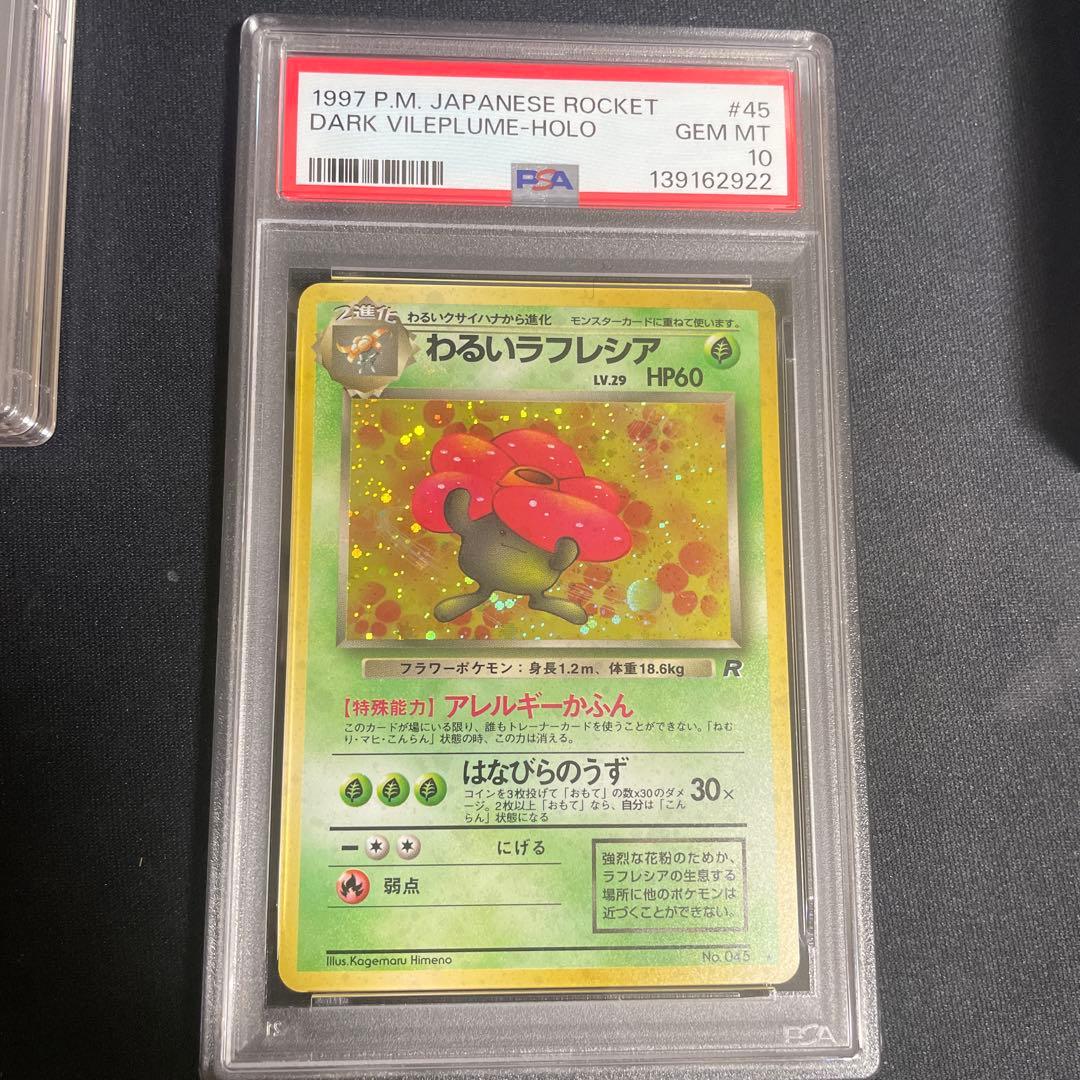 1997 P.M. JAPANESE ROCKET #45
DARK VILEPLUME-HOLO GEM MT
10
PSA 139162922
2進化 わるいクサイハナから進化 モンスターカードに重ねて使います。
わるいラフレシア
LV.29 HP60
フラワーポケモン：身長1.2m、体重18.6kg R
【特殊能力】アレルギーかふん
このカードが場にいる限り、誰もトレーナーカードを使うことができない。「ねむ
り・マヒ・こんらん」状態の時、この力は消える。
はなびらのうず
コインを3枚投げて「おもて」の数x30のダメ
ージ。2枚以上「おもて」なら、自分は「こん
らん」状態になる
30×
にげる
弱点
強烈な花粉のためか、
ラフレシアの生息する
場所に他のポケモンは
近づくことができない。
Illus.Kagemaru Himeno No.045
PSA